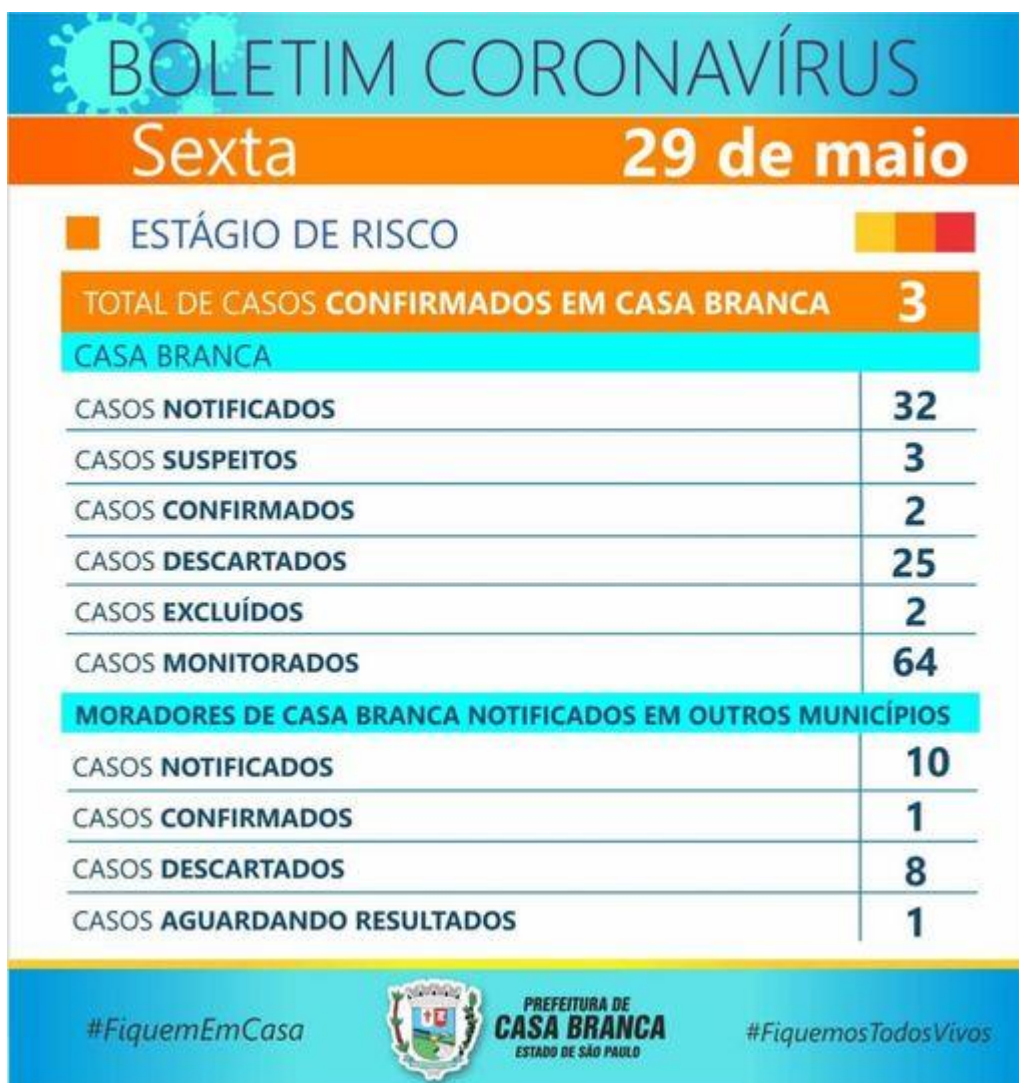 BOLETIM CORONAVÍRUS
Sexta 29 de maio
ESTÁGIO DE RISCO
TOTAL DE CASOS CONFIRMADOS EM CASA BRANCA 3
CASA BRANCA
CASOS NOTIFICADOS 32
CASOS SUSPEITOS 3
CASOS CONFIRMADOS 2
CASOS DESCARTADOS 25
CASOS EXCLUÍDOS 2
CASOS MONITORADOS 64
MORADORES DE CASA BRANCA NOTIFICADOS EM OUTROS MUNICÍPIOS
CASOS NOTIFICADOS 10
CASOS CONFIRMADOS 1
CASOS DESCARTADOS 8
CASOS AGUARDANDO RESULTADOS 1
#FiquemEmCasa
PREFEITURA DE
CASA BRANCA
ESTADO DE SÃO PAULO
#FiquemosTodosVivos